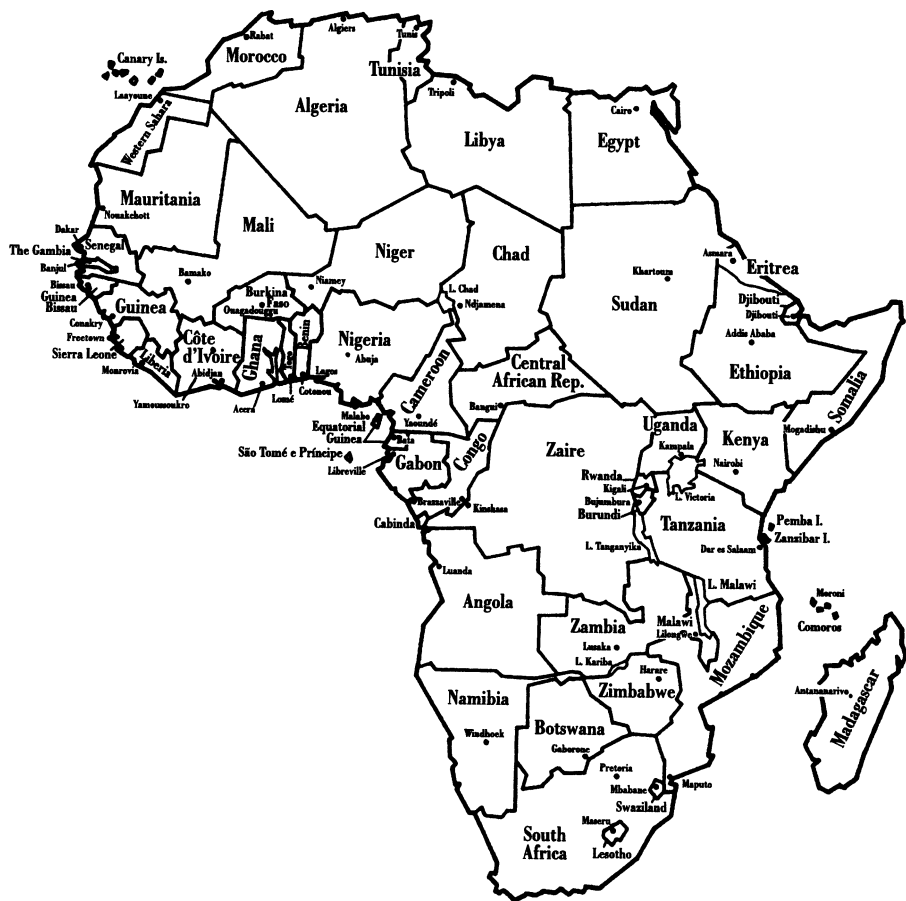 Algiers
Tunis
Rabat
Morocco
Canary Is.
Tunisia
Laayoune
Tripoli
Algeria
Cairo
Western Sahara
Libya
Egypt
Mauritania
Nouakchott
Mali
Dakar
Senegal
The Gambia
Niger
Chad
Asmara
Banjul
Bamako
Khartoum
Eritrea
Bissau
Burkina
Faso
Niamey
L. Chad
Guinea
Bissau
Guinea
Ouagadougou
Ndjamena
Sudan
Djibouti
Djibouti
Conakry
Freetown
Côte
d'Ivoire
Ghana
Togo
Benin
Nigeria
Abuja
Addis Ababa
Sierra Leone
Liberia
Monrovia
Abidjan
Lagos
Cotonou
Cameroon
Central
African Rep.
Ethiopia
Somalia
Yamoussoukro
Accra
Lomé
Malabo
Yaoundé
Bangui
Equatorial
Guinea
Bata
Uganda
Kampala
Kenya
Mogadishu
São Tomé e Príncipe
Libreville
Gabon
Congo
Zaire
Nairobi
Rwanda
Kigali
L. Victoria
Bujumbura
Burundi
Brazzaville
Kinshasa
Cabinda
Tanzania
Pemba I.
Zanzibar I.
L. Tanganyika
Dar es Salaam
Luanda
L. Malawi
Angola
Moroni
Comoros
Zambia
Malawi
Lilongwe
Lusaka
L. Kariba
Mozambique
Harare
Zimbabwe
Namibia
Antananarivo
Madagascar
Windhoek
Botswana
Gaborone
Pretoria
Maputo
Mbabane
Swaziland
Maseru
South
Africa
Lesotho